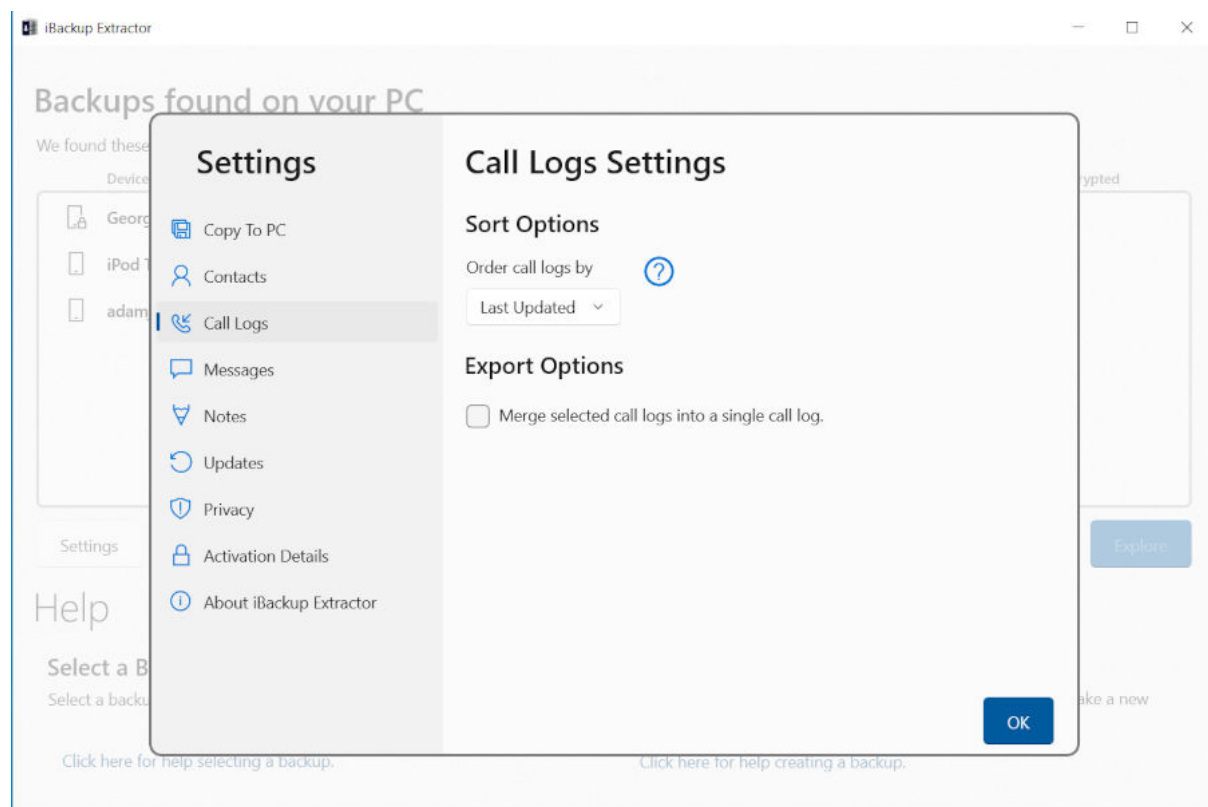 iBackup Extractor
Backups found on your PC
We found these
Device
rypted
Georg
iPod
adam
Settings
Explore
Help
Select a B
Select a backu
ake a new
Click here for help selecting a backup.
Click here for help creating a backup.
Settings
Copy To PC
Contacts
Call Logs
Messages
Notes
Updates
Privacy
Activation Details
About iBackup Extractor
Call Logs Settings
Sort Options
Order call logs by
?
Last Updated
Export Options
Merge selected call logs into a single call log.
OK